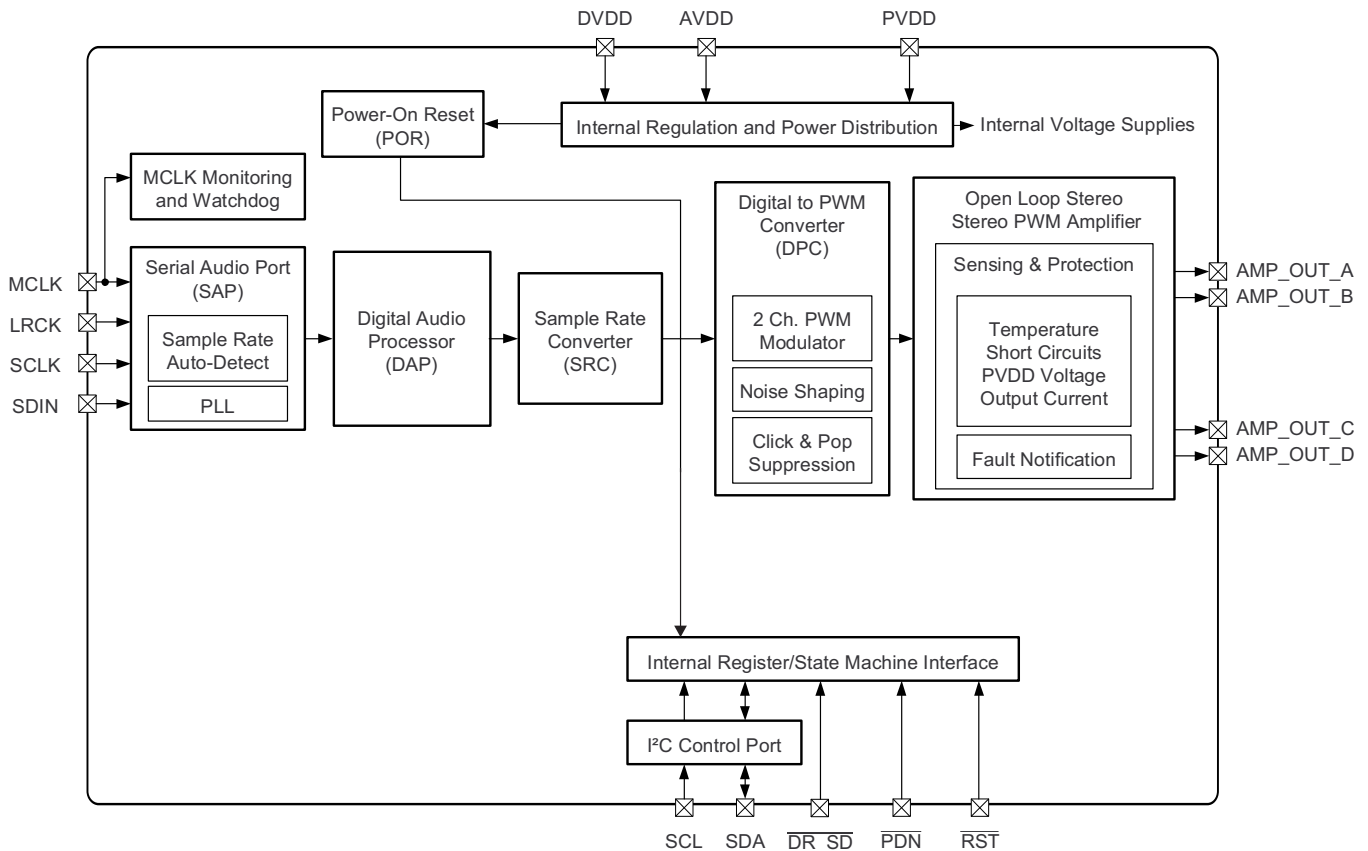 DVDD AVDD PVDD
Power-On Reset
(POR)
Internal Regulation and Power Distribution
Internal Voltage Supplies
MCLK Monitoring
and Watchdog
MCLK
LRCK
SCLK
SDIN
Serial Audio Port
(SAP)
Sample Rate
Auto-Detect
PLL
Digital Audio
Processor
(DAP)
Sample Rate
Converter
(SRC)
Digital to PWM
Converter
(DPC)
2 Ch. PWM
Modulator
Noise Shaping
Click & Pop
Suppression
Open Loop Stereo
Stereo PWM Amplifier
Sensing & Protection
Temperature
Short Circuits
PVDD Voltage
Output Current
Fault Notification
AMP_OUT_A
AMP_OUT_B
AMP_OUT_C
AMP_OUT_D
Internal Register/State Machine Interface
I²C Control Port
SCL SDA DR_SD PDN RST